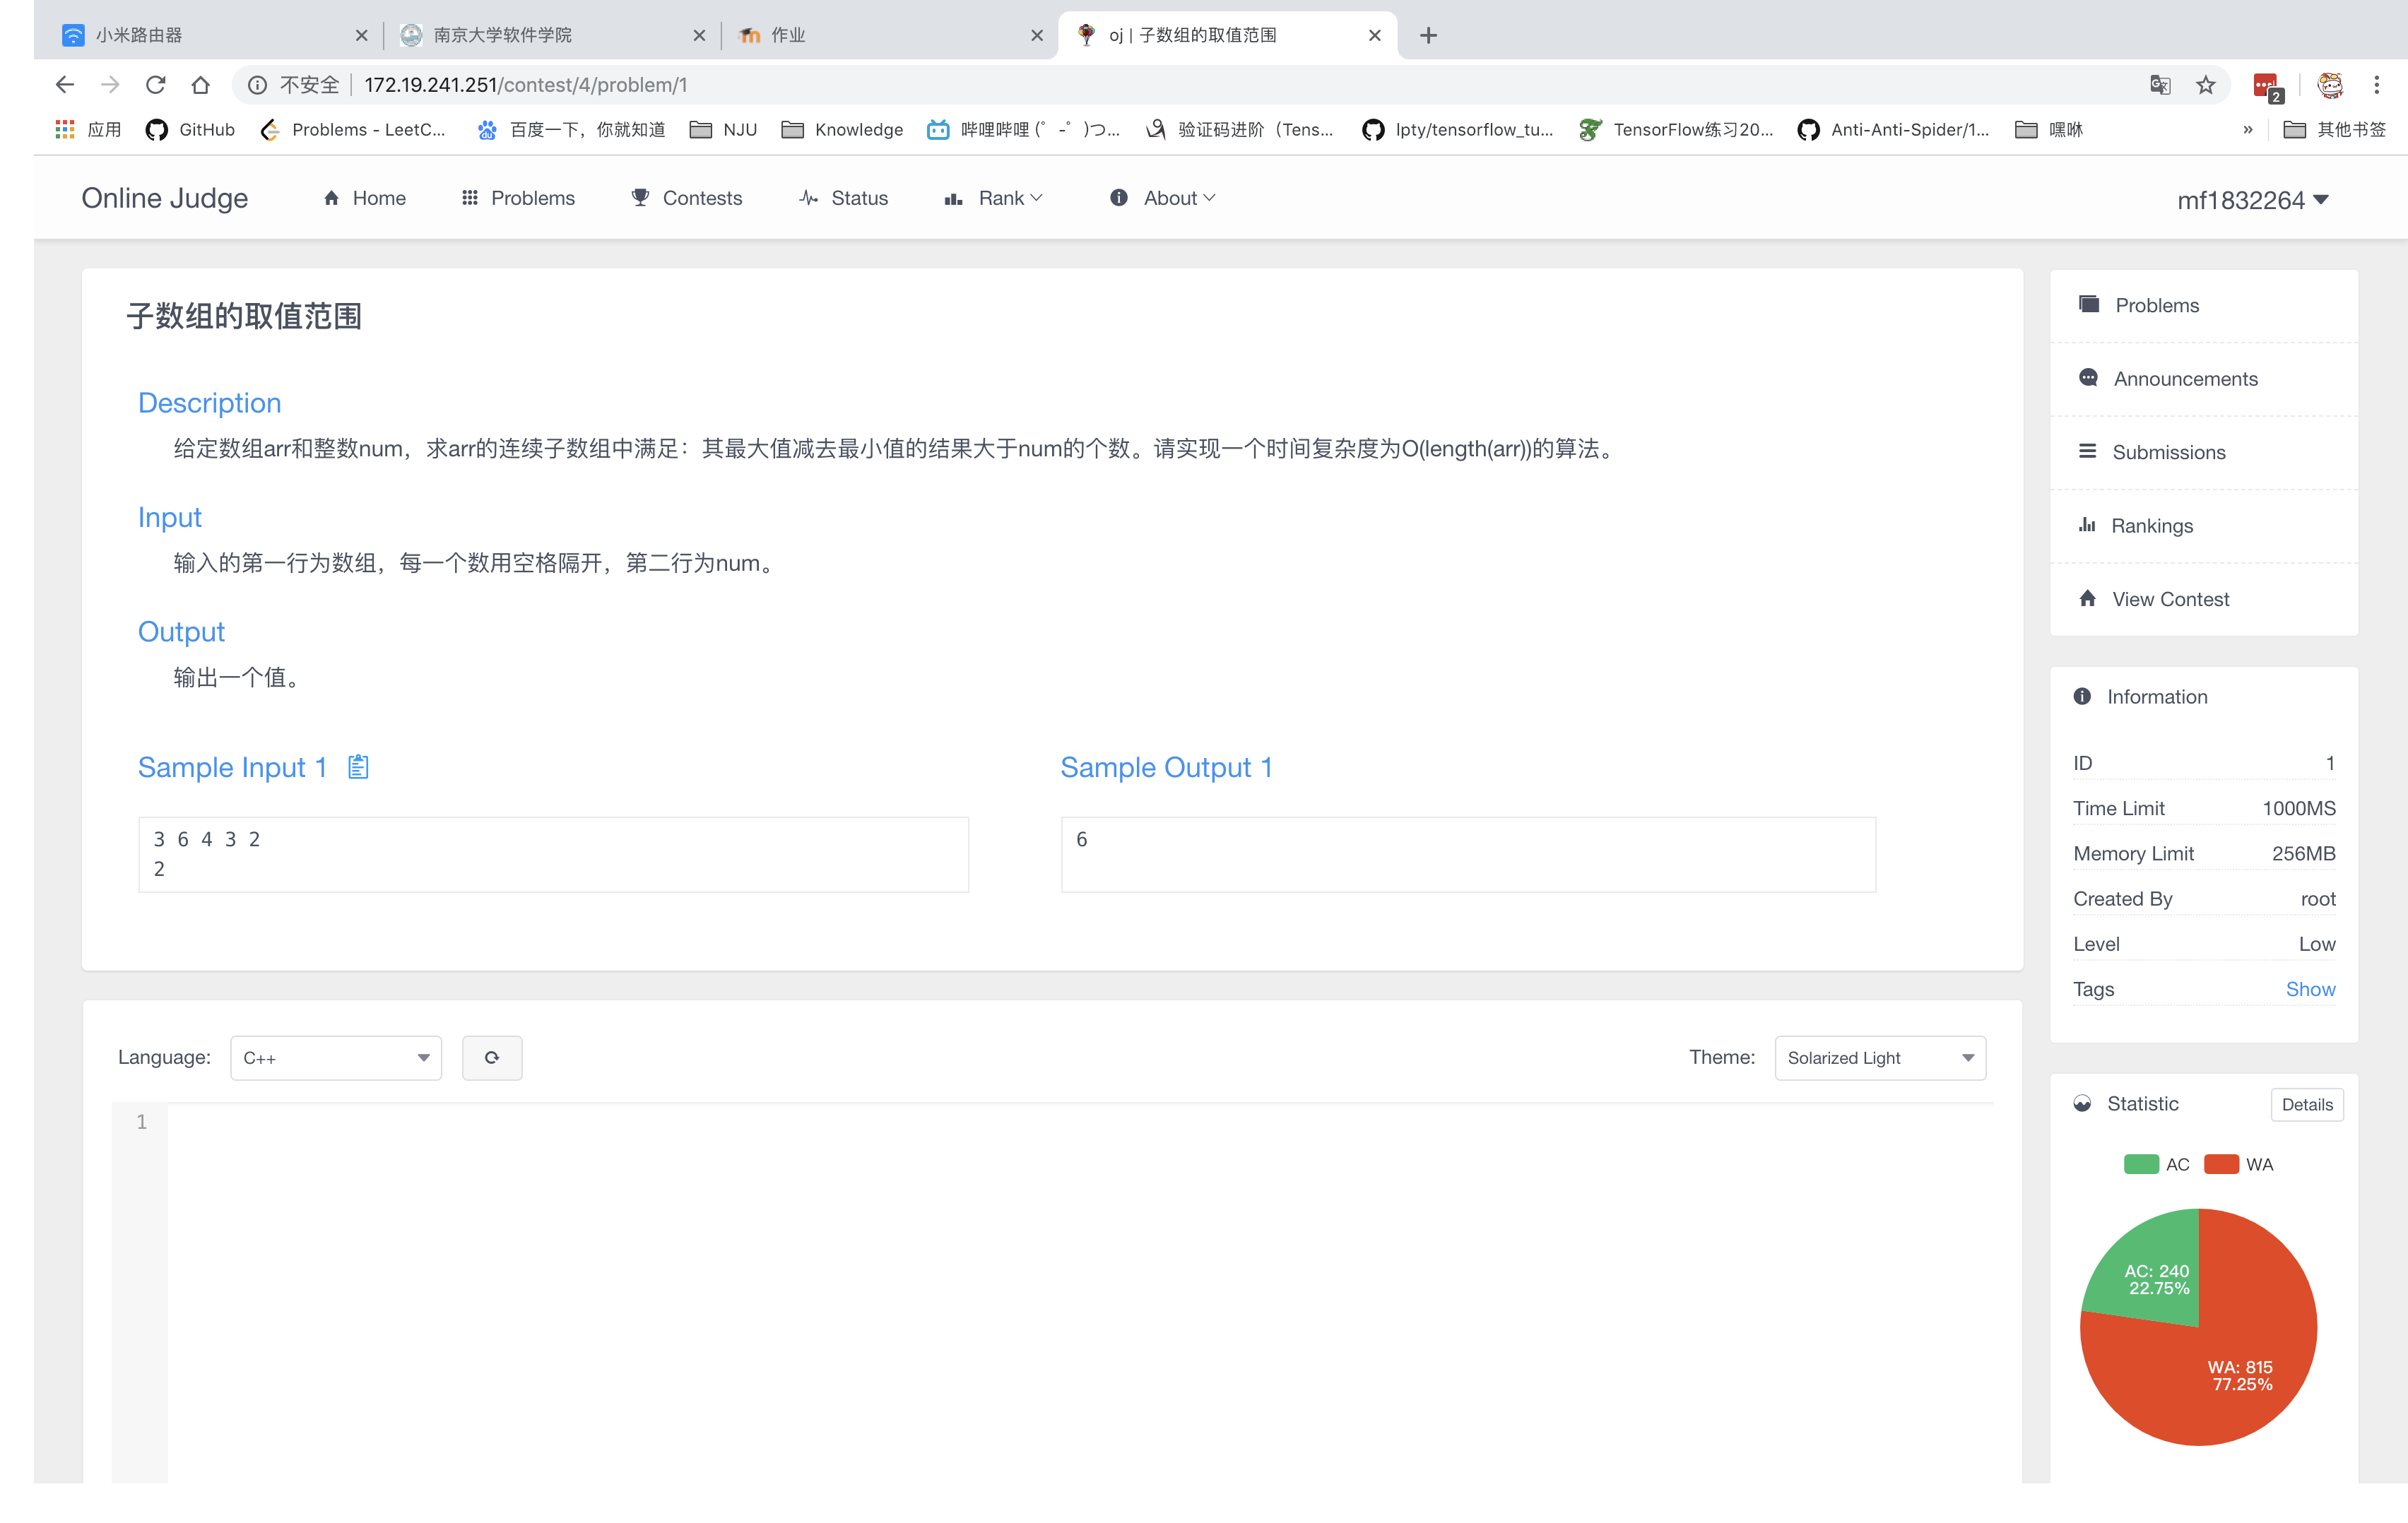 小米路由器
南京大学软件学院
作业
oj | 子数组的取值范围
不安全 | 172.19.241.251/contest/4/problem/1
2
应用
GitHub
Problems - LeetC...
百度一下，你就知道
NJU
Knowledge
哔哩哔哩 (゜-゜)つ...
验证码进阶（Tens...
lpty/tensorflow_tu...
TensorFlow练习20...
Anti-Anti-Spider/1...
嘿咻
»
其他书签
Online Judge
Home
Problems
Contests
Status
Rank
About
mf1832264
子数组的取值范围
Description
给定数组arr和整数num，求arr的连续子数组中满足：其最大值减去最小值的结果大于num的个数。请实现一个时间复杂度为O(length(arr))的算法。
Input
输入的第一行为数组，每一个数用空格隔开，第二行为num。
Output
输出一个值。
Sample Input 1
3 6 4 3 2
2
Sample Output 1
6
Language:
C++
Theme:
Solarized Light
1
Problems
Announcements
Submissions
Rankings
View Contest
Information
ID 1
Time Limit 1000MS
Memory Limit 256MB
Created By root
Level Low
Tags Show
Statistic
Details
AC WA
AC: 240
22.75%
WA: 815
77.25%